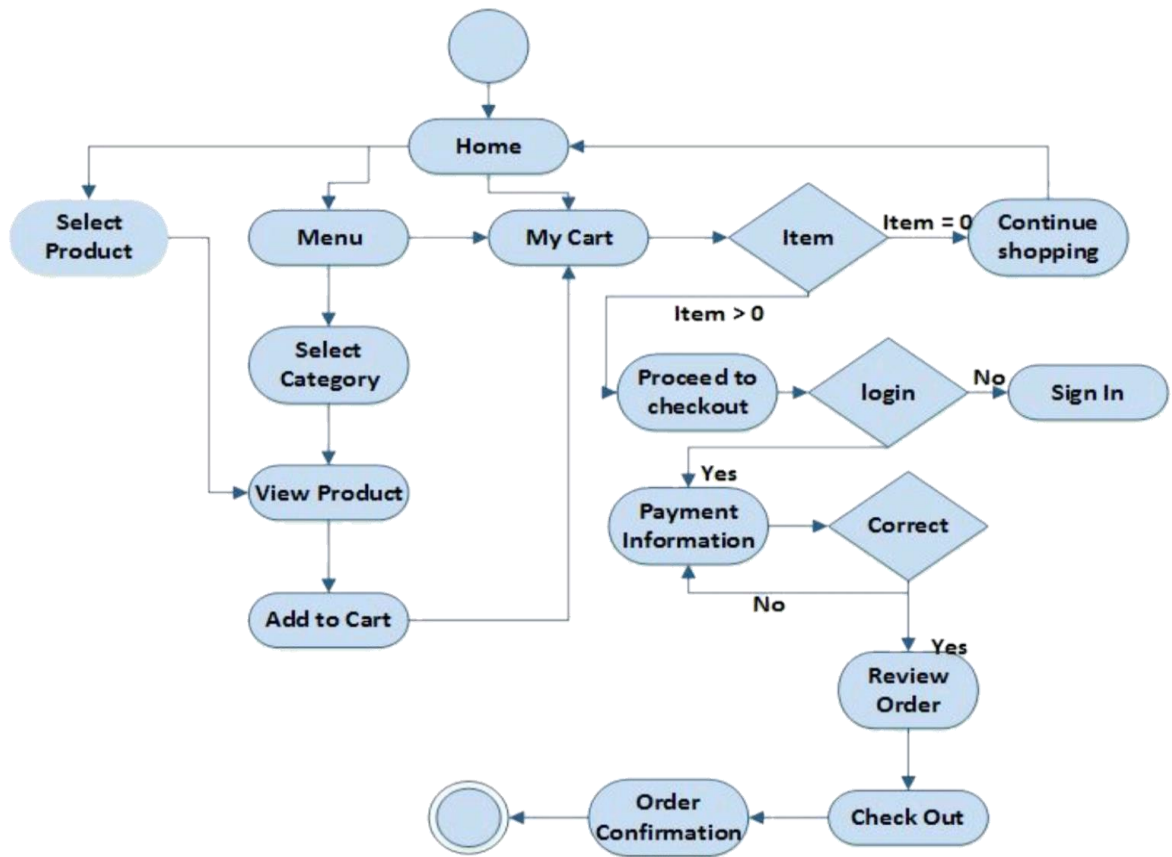 Home
Select
Product
Menu
My Cart
Item
Item = 0
Continue
shopping
Item > 0
Select
Category
Proceed to
checkout
login
No
Sign In
Yes
View Product
Payment
Information
Correct
No
Add to Cart
Yes
Review
Order
Order
Confirmation
Check Out